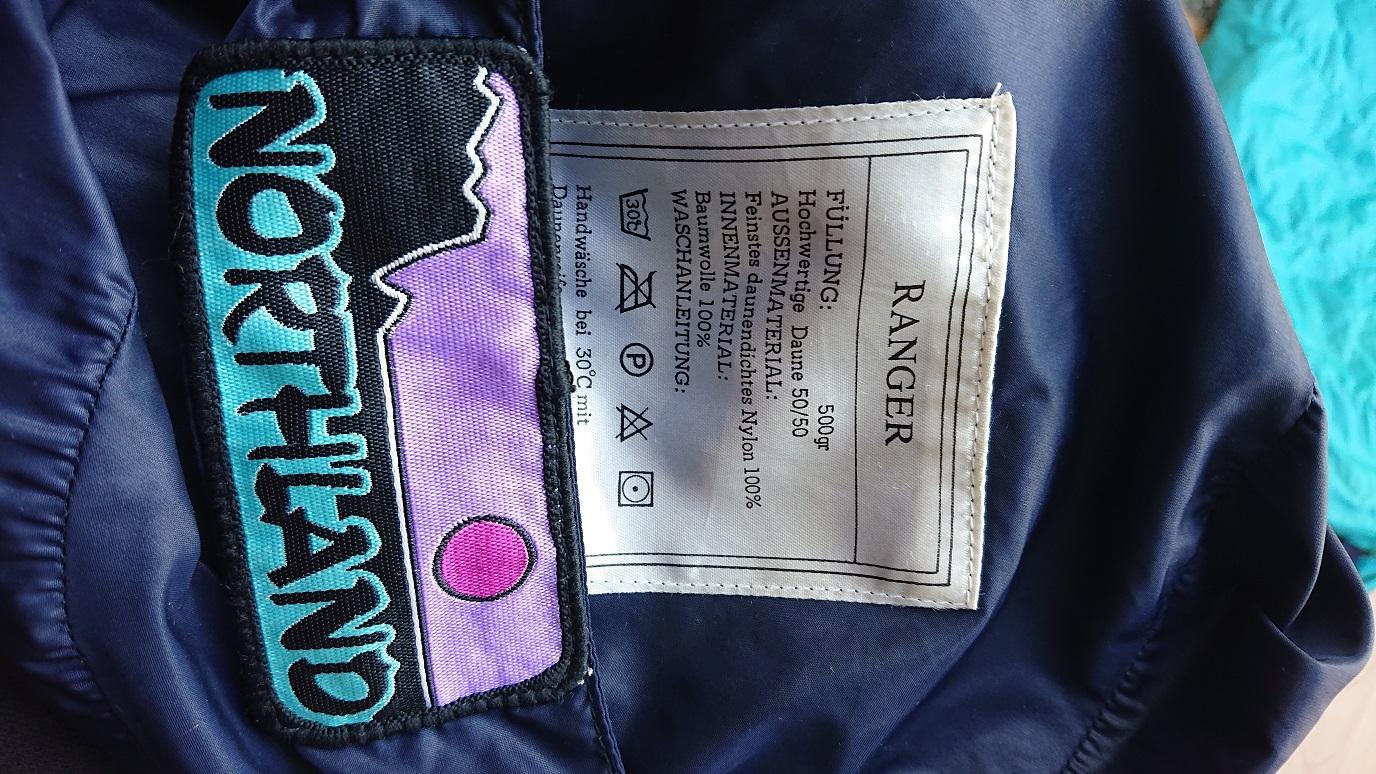 NORTHLAND
RANGER
FÜLLUNG: 500gr
Hochwertige Daune 50/50
AUSSENMATERIAL:
Feinstes daunendichtes Nylon 100%
INNENMATERIAL:
Baumwolle 100%
WASCHANLEITUNG:
30° P
Handwäsche bei 30°C mit